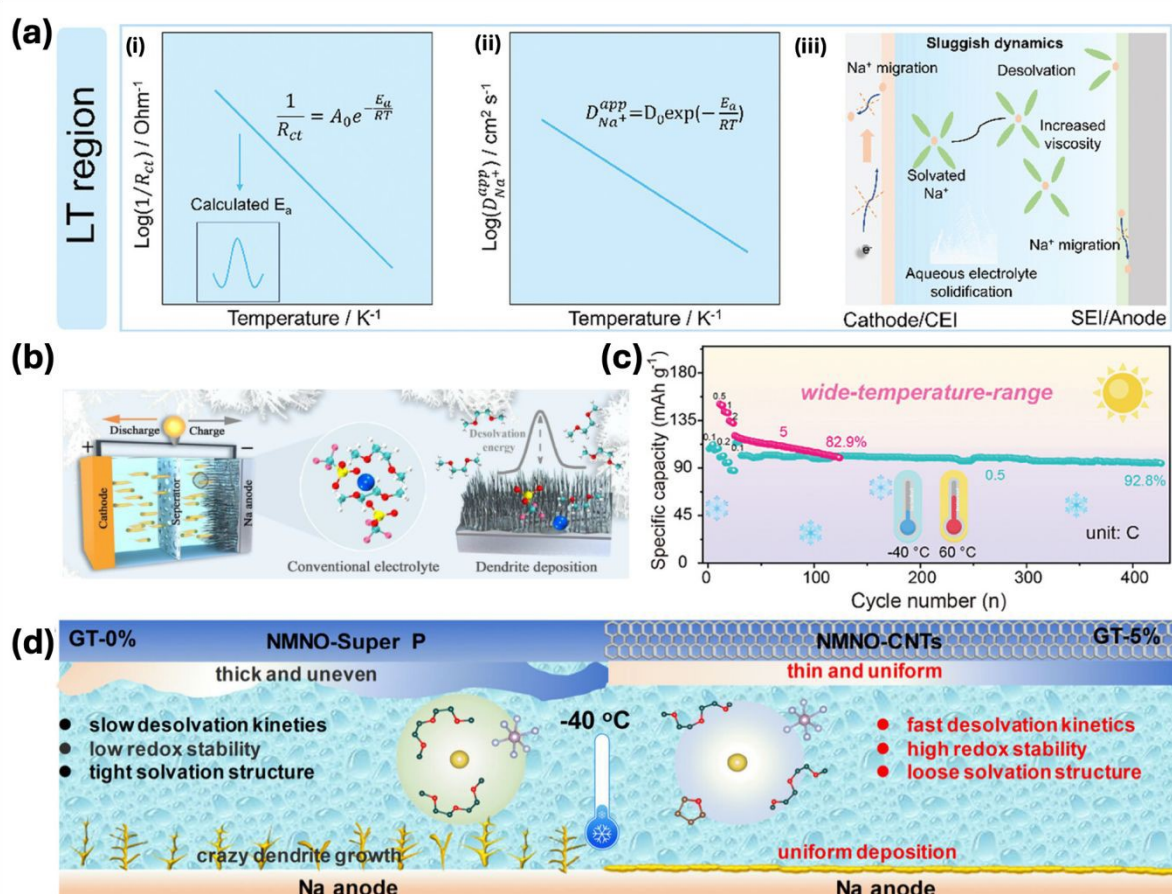 (a)
LT region
(i)
Log(1/R_ct) / Ohm⁻¹
1/R_ct = A₀e^(-E_a/RT)
Calculated E_a
Temperature / K⁻¹
(ii)
Log(D_Na⁺^app) / cm² s⁻¹
D_Na⁺^app=D₀exp(-E_a/RT)
Temperature / K⁻¹
(iii)
Sluggish dynamics
Na⁺ migration
Desolvation
Increased
viscosity
Solvated
Na⁺
Na⁺ migration
e⁻
Aqueous electrolyte
solidification
Cathode/CEI
SEI/Anode
(b)
Discharge
Charge
+
−
Cathode
Seperator
Na anode
Conventional electrolyte
Desolvation
energy
Dendrite deposition
(c)
Specific capacity (mAh g⁻¹)
180
135
90
45
0
wide-temperature-range
0.5
1
2
5
82.9%
0.1
0.2
0.1
0.5
92.8%
-40 °C
60 °C
unit: C
0
100
200
300
400
Cycle number (n)
(d)
GT-0%
NMNO-Super P
NMNO-CNTs
GT-5%
thick and uneven
thin and uniform
-40 °C
slow desolvation kineties
low redox stability
tight solvation structure
fast desolvation kinetics
high redox stability
loose solvation structure
crazy dendrite growth
uniform deposition
Na anode
Na anode